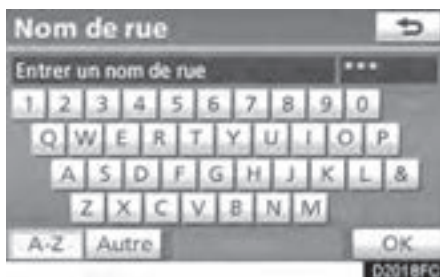 Nom de rue
Entrer un nom de rue ***
1 2 3 4 5 6 7 8 9 0
Q W E R T Y U I O P
A S D F G H J K L &
Z X C V B N M
A-Z Autre OK
D2018FC